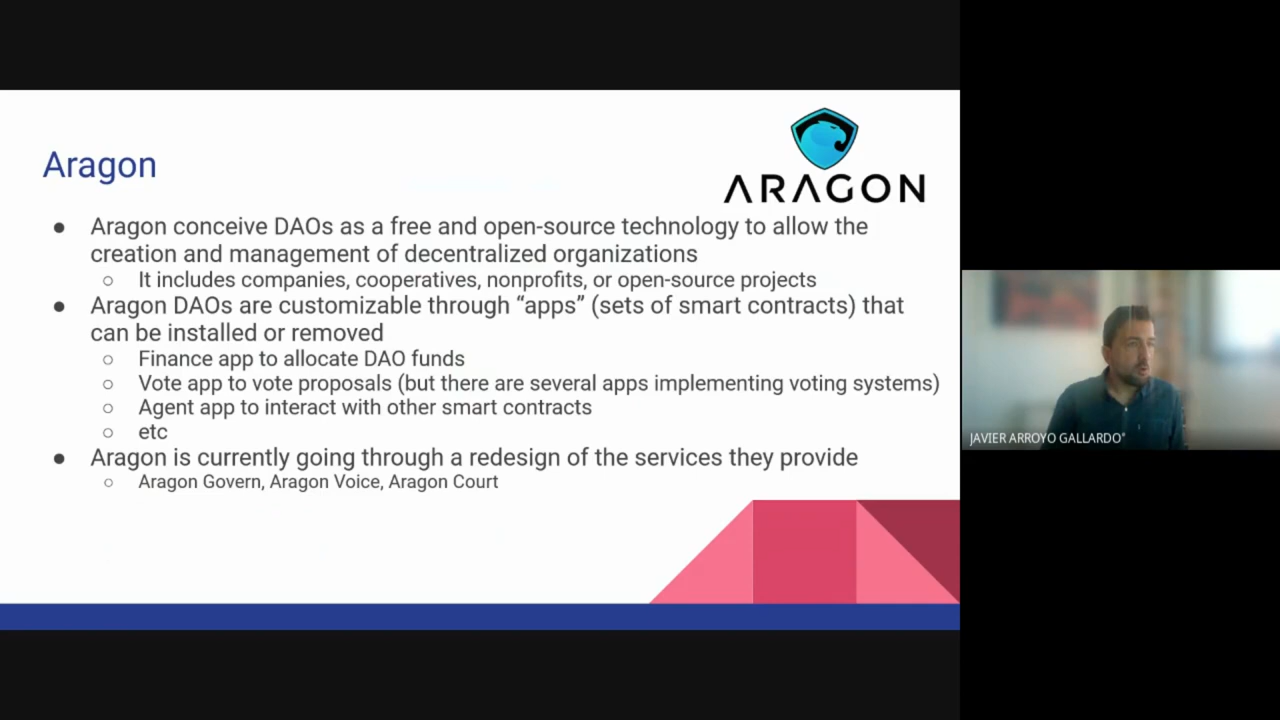 Aragon
ARAGON
● Aragon conceive DAOs as a free and open-source technology to allow the
creation and management of decentralized organizations
○ It includes companies, cooperatives, nonprofits, or open-source projects
● Aragon DAOs are customizable through “apps” (sets of smart contracts) that
can be installed or removed
○ Finance app to allocate DAO funds
○ Vote app to vote proposals (but there are several apps implementing voting systems)
○ Agent app to interact with other smart contracts
○ etc
● Aragon is currently going through a redesign of the services they provide
○ Aragon Govern, Aragon Voice, Aragon Court
JAVIER ARROYO GALLARDO"